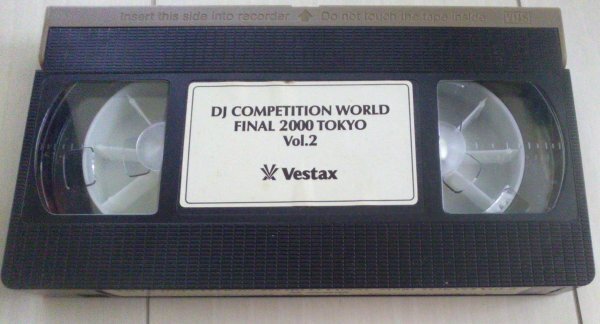 Insert this side into recorder Do not touch the tape inside VHS
DJ COMPETITION WORLD
FINAL 2000 TOKYO
Vol.2
Vestax